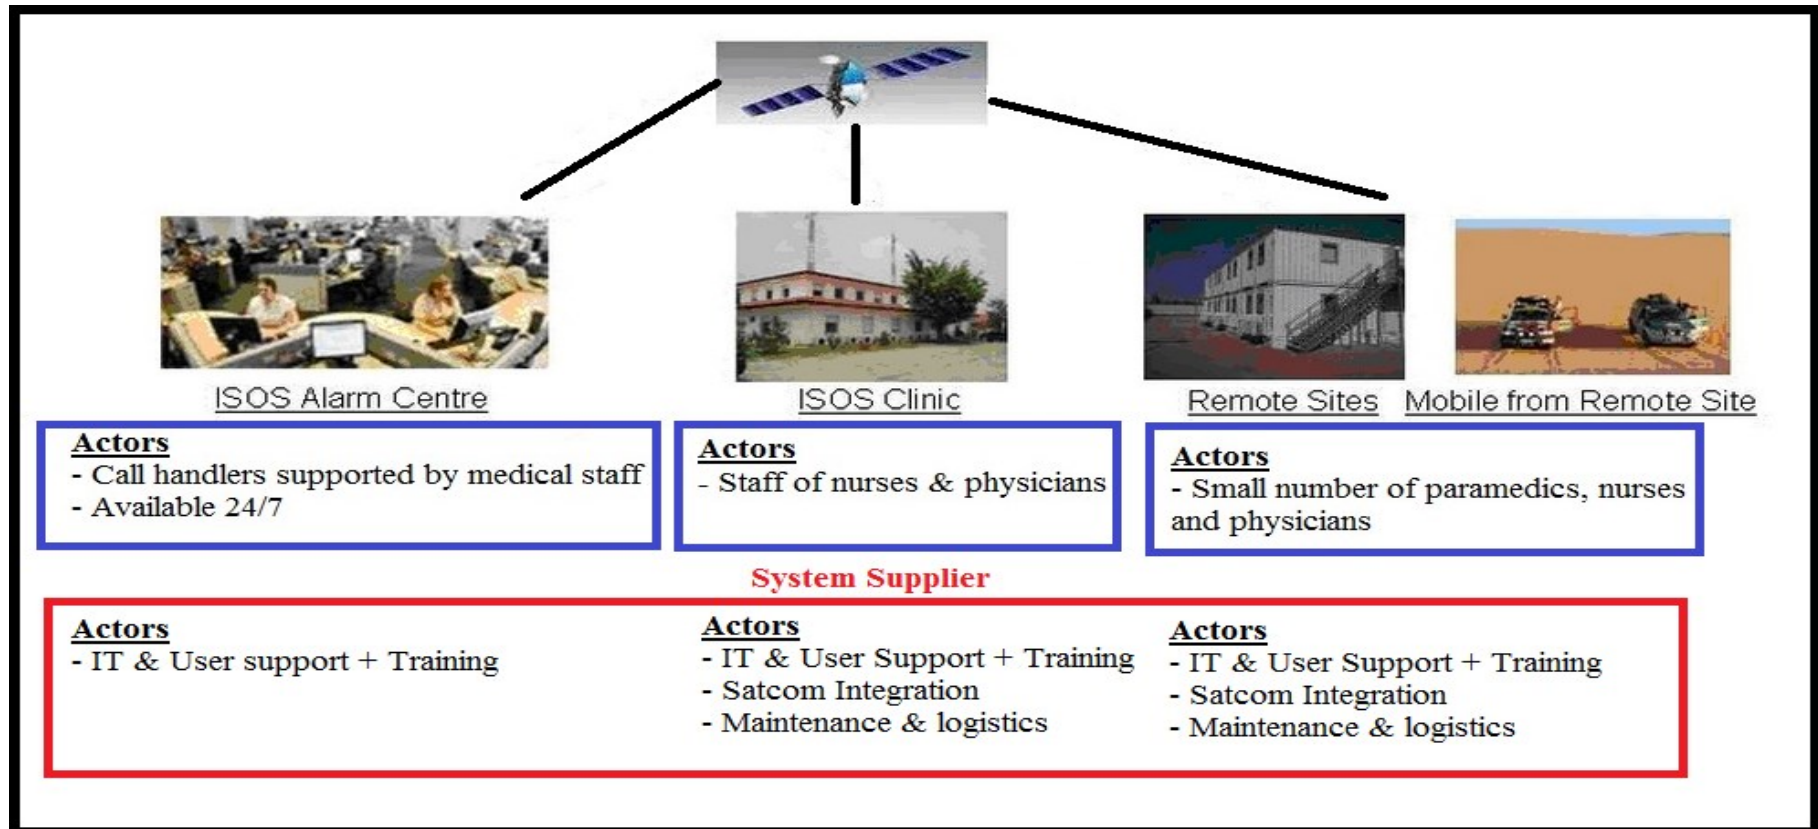 ISOS Alarm Centre
ISOS Clinic
Remote Sites
Mobile from Remote Site
Actors
- Call handlers supported by medical staff
- Available 24/7
Actors
- Staff of nurses & physicians
Actors
- Small number of paramedics, nurses
and physicians
System Supplier
Actors
- IT & User support + Training
Actors
- IT & User Support + Training
- Satcom Integration
- Maintenance & logistics
Actors
- IT & User Support + Training
- Satcom Integration
- Maintenance & logistics